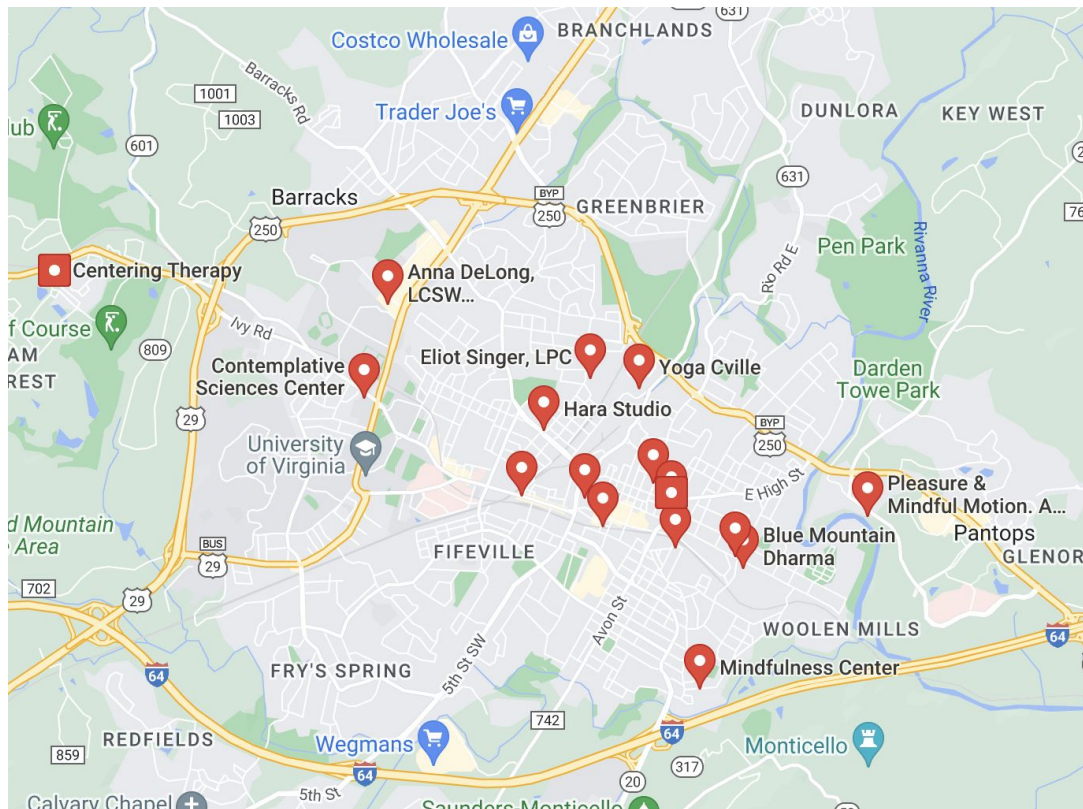 631
BRANCHLANDS
Costco Wholesale
Barracks Rd
1001
1003
Trader Joe's
DUNLORA
KEY WEST
lub
601
631
2
Barracks
BYP
250
GREENBRIER
76
250
Pen Park
Rivanna River
Rio Rd E
Centering Therapy
Anna DeLong,
LCSW...
Ivy Rd
f Course
809
AM
REST
Contemplative
Sciences Center
Eliot Singer, LPC
Yoga Cville
Darden
Towe Park
Hara Studio
29
BYP
250
University
of Virginia
E High St
Pleasure &
Mindful Motion. A...
Pantops
d Mountain
e Area
BUS
29
FIFEVILLE
Blue Mountain
Dharma
GLENOR
702
29
Avon St
WOOLEN MILLS
64
64
FRY'S SPRING
5th St SW
Mindfulness Center
742
64
REDFIELDS
Wegmans
Monticello
859
64
317
20
5th St
Calvary Chapel
Saunders-Monticello